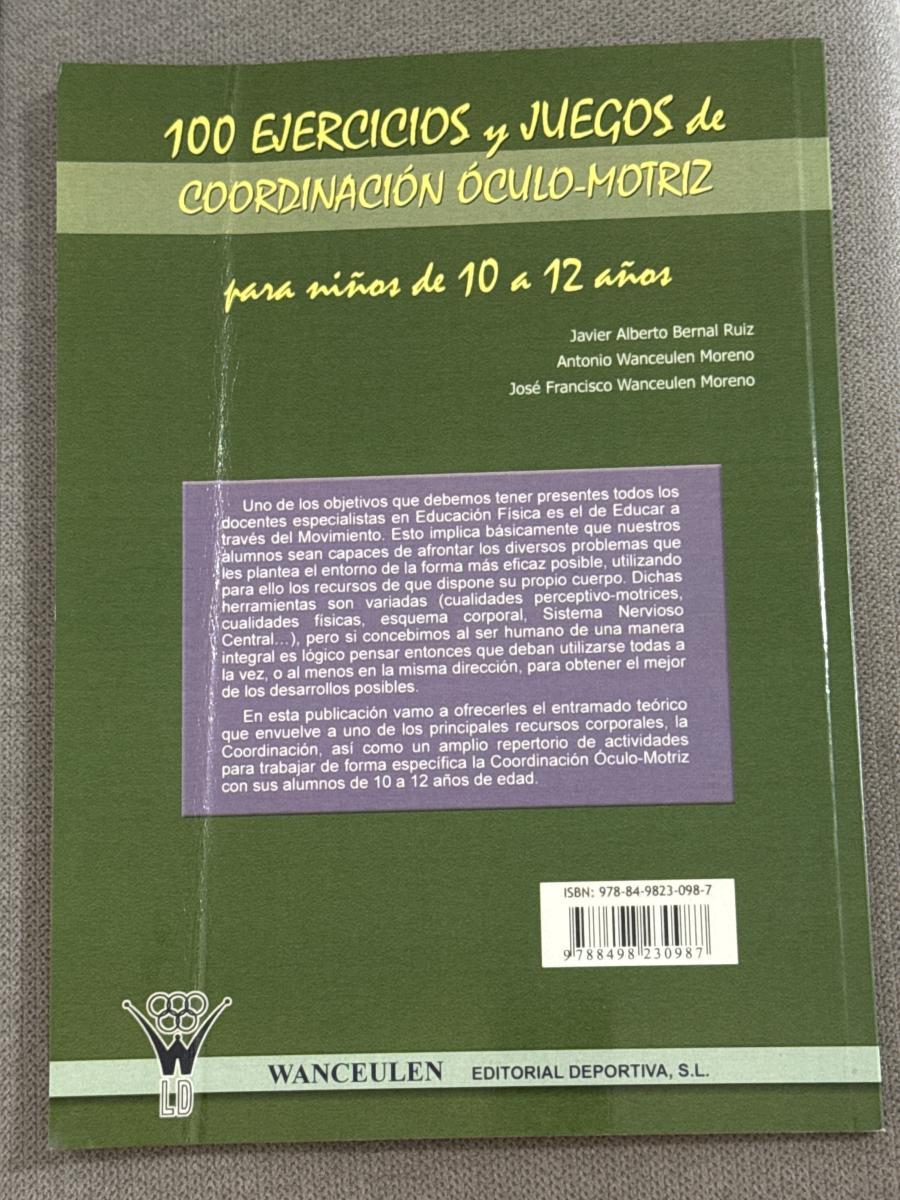 100 EJERCICIOS y JUEGOS de
COORDINACIÓN ÓCULO-MOTRIZ
para niños de 10 a 12 años
Javier Alberto Bernal Ruiz
Antonio Wanceulen Moreno
José Francisco Wanceulen Moreno
Uno de los objetivos que debemos tener presentes todos los
docentes especialistas en Educación Física es el de Educar a
través del Movimiento. Esto implica básicamente que nuestros
alumnos sean capaces de afrontar los diversos problemas que
les plantea el entorno de la forma más eficaz posible, utilizando
para ello los recursos de que dispone su propio cuerpo. Dichas
herramientas son variadas (cualidades perceptivo-motrices,
cualidades físicas, esquema corporal, Sistema Nervioso
Central...), pero si concebimos al ser humano de una manera
integral es lógico pensar entonces que deban utilizarse todas a
la vez, o al menos en la misma dirección, para obtener el mejor
de los desarrollos posibles.
En esta publicación vamo a ofrecerles el entramado teórico
que envuelve a uno de los principales recursos corporales, la
Coordinación, así como un amplio repertorio de actividades
para trabajar de forma específica la Coordinación Óculo-Motriz
con sus alumnos de 10 a 12 años de edad.
ISBN: 978-84-9823-098-7
9 788498 230987
W
LD
WANCEULEN EDITORIAL DEPORTIVA, S.L.